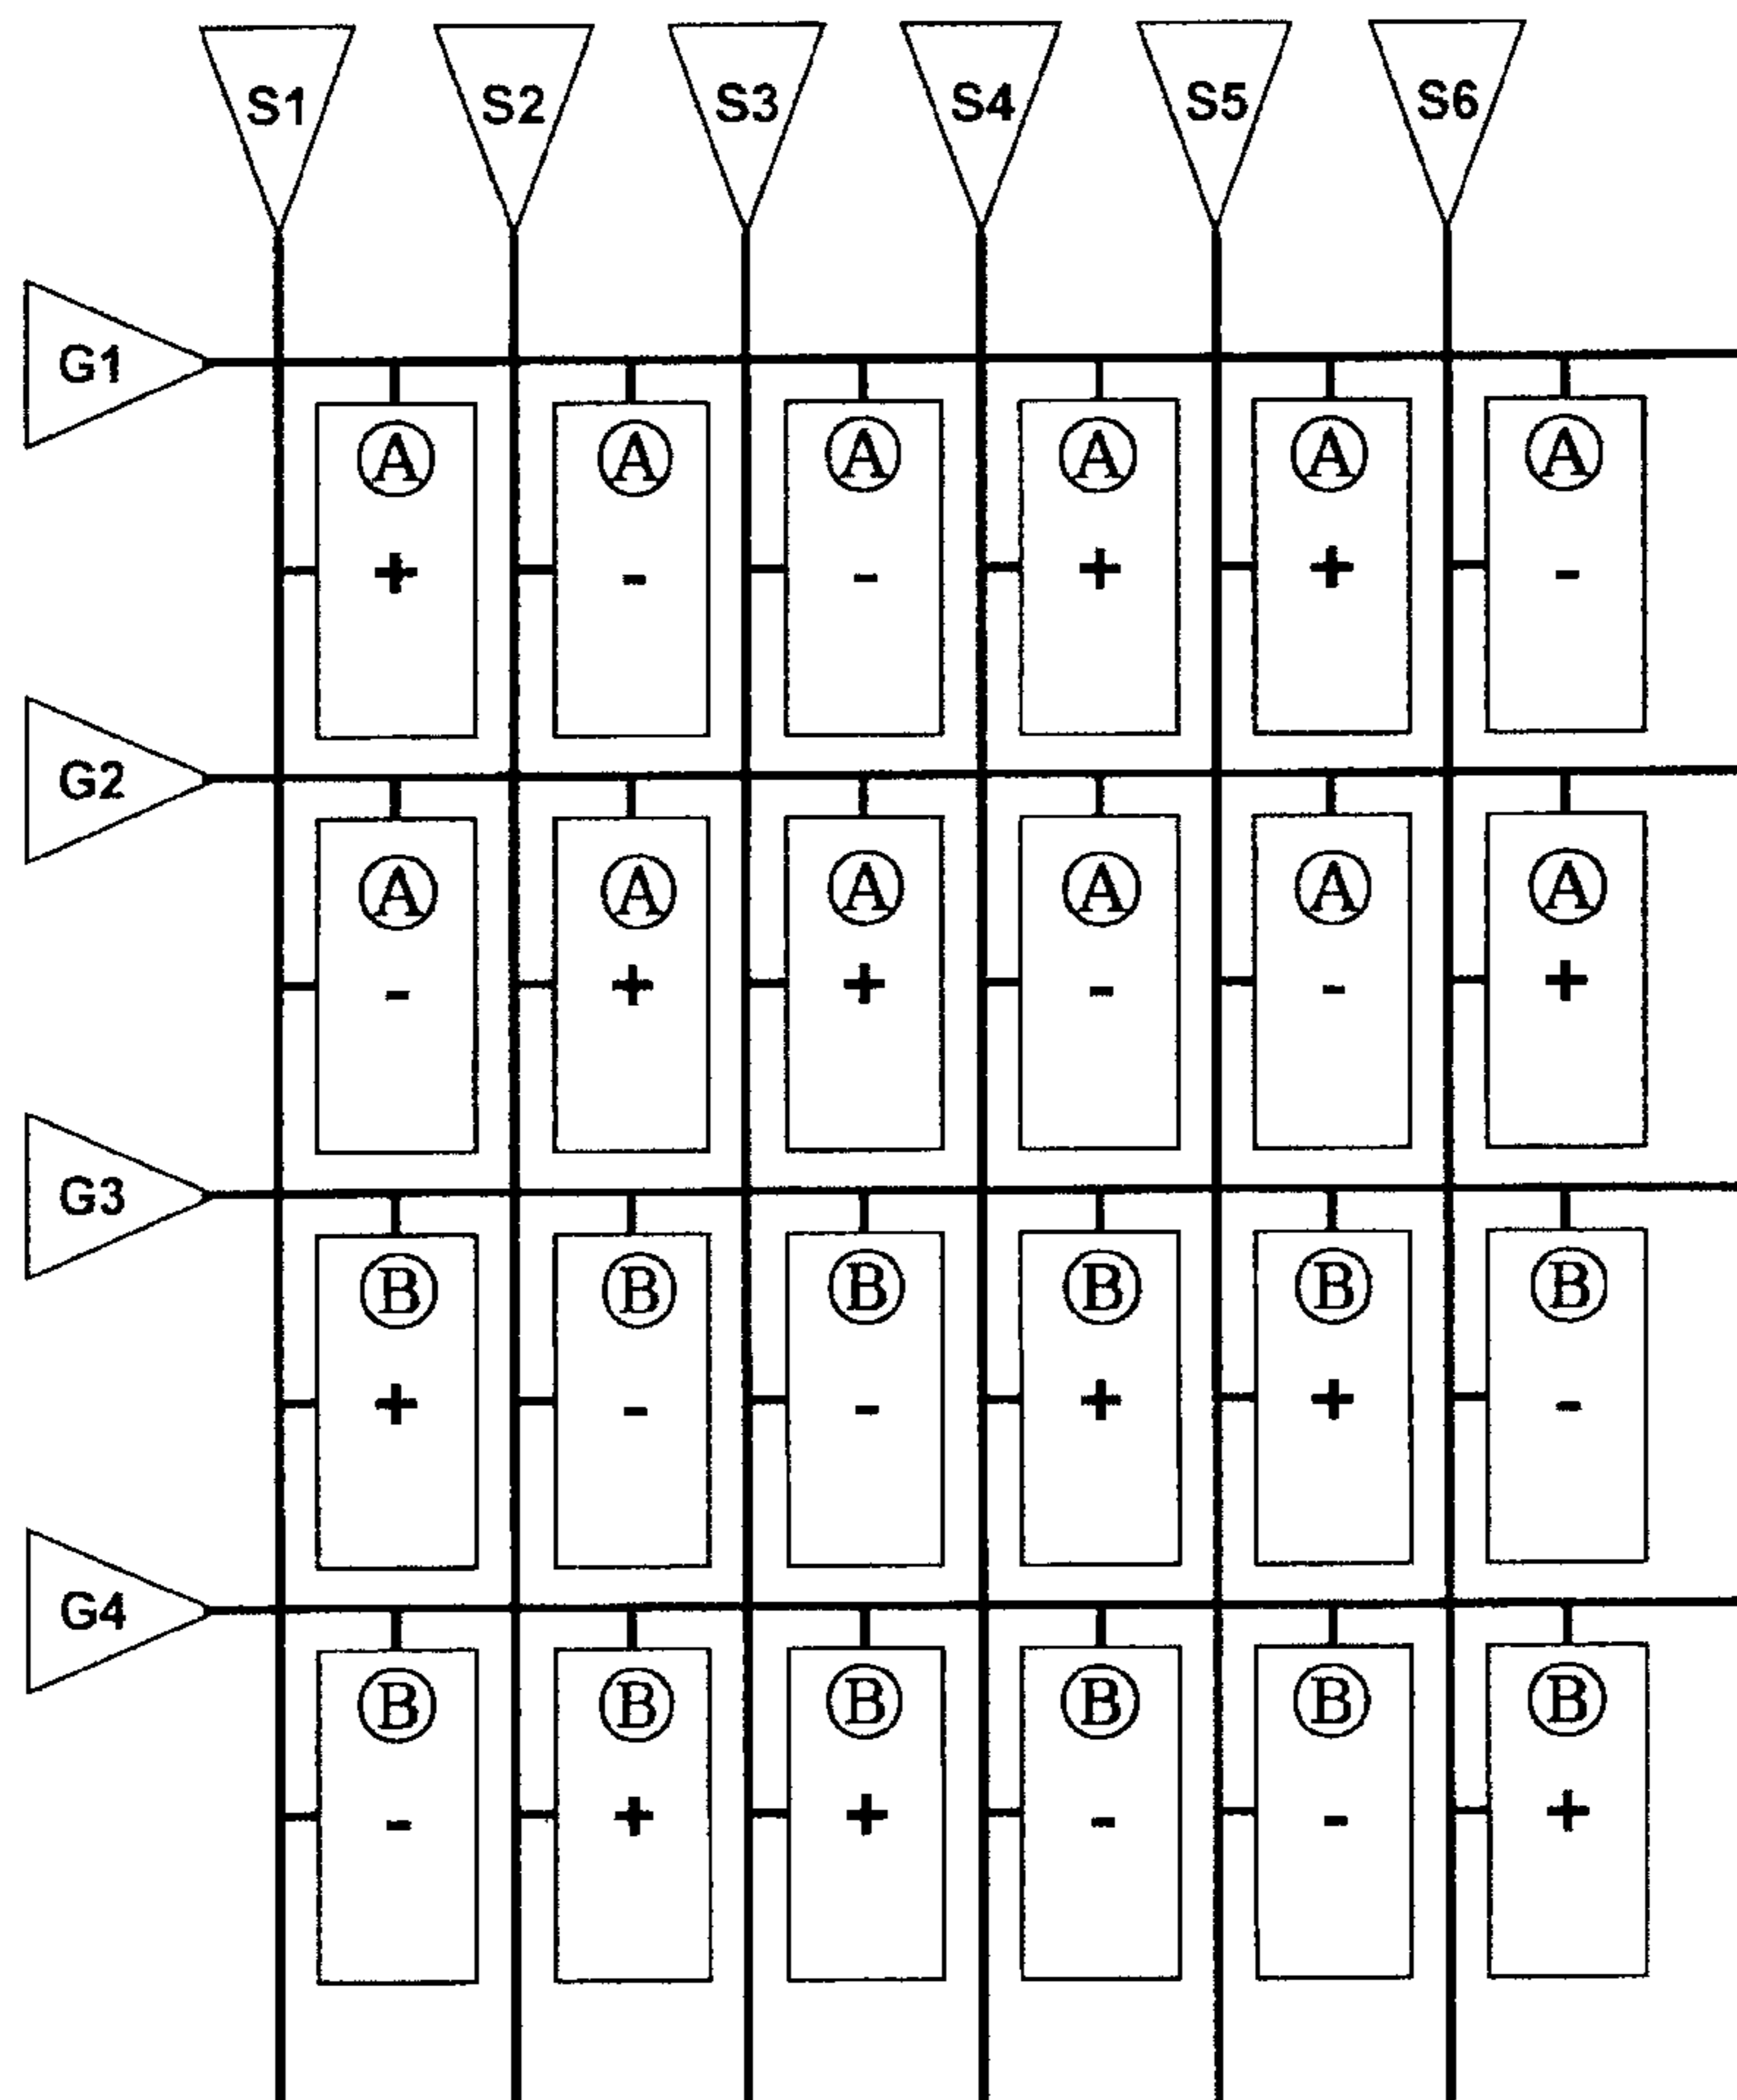 S1 S2 S3 S4 S5 S6
G1
Ⓐ Ⓐ Ⓐ Ⓐ Ⓐ Ⓐ
+ - - + + -
G2
Ⓐ Ⓐ Ⓐ Ⓐ Ⓐ Ⓐ
- + + - - +
G3
Ⓑ Ⓑ Ⓑ Ⓑ Ⓑ Ⓑ
+ - - + + -
G4
Ⓑ Ⓑ Ⓑ Ⓑ Ⓑ Ⓑ
- + + - - +